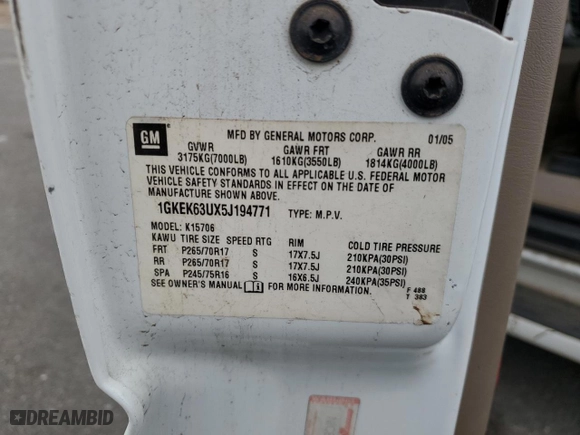 GM
MFD BY GENERAL MOTORS CORP. 01/05
GVWR GAWR FRT GAWR RR
3175KG(7000LB) 1610KG(3550LB) 1814KG(4000LB)
THIS VEHICLE CONFORMS TO ALL APPLICABLE U.S. FEDERAL MOTOR
VEHICLE SAFETY STANDARDS IN EFFECT ON THE DATE OF
MANUFACTURE SHOWN ABOVE.
1GKEK63UX5J194771 TYPE: M.P.V.
MODEL: K15706
KAWU TIRE SIZE SPEED RTG RIM COLD TIRE PRESSURE
FRT P265/70R17 S 17X7.5J 210KPA(30PSI)
RR P265/70R17 S 17X7.5J 210KPA(30PSI)
SPA P245/75R16 S 16X6.5J 240KPA(35PSI)
SEE OWNER'S MANUAL FOR MORE INFORMATION. F 488
1 383
DREAMBID